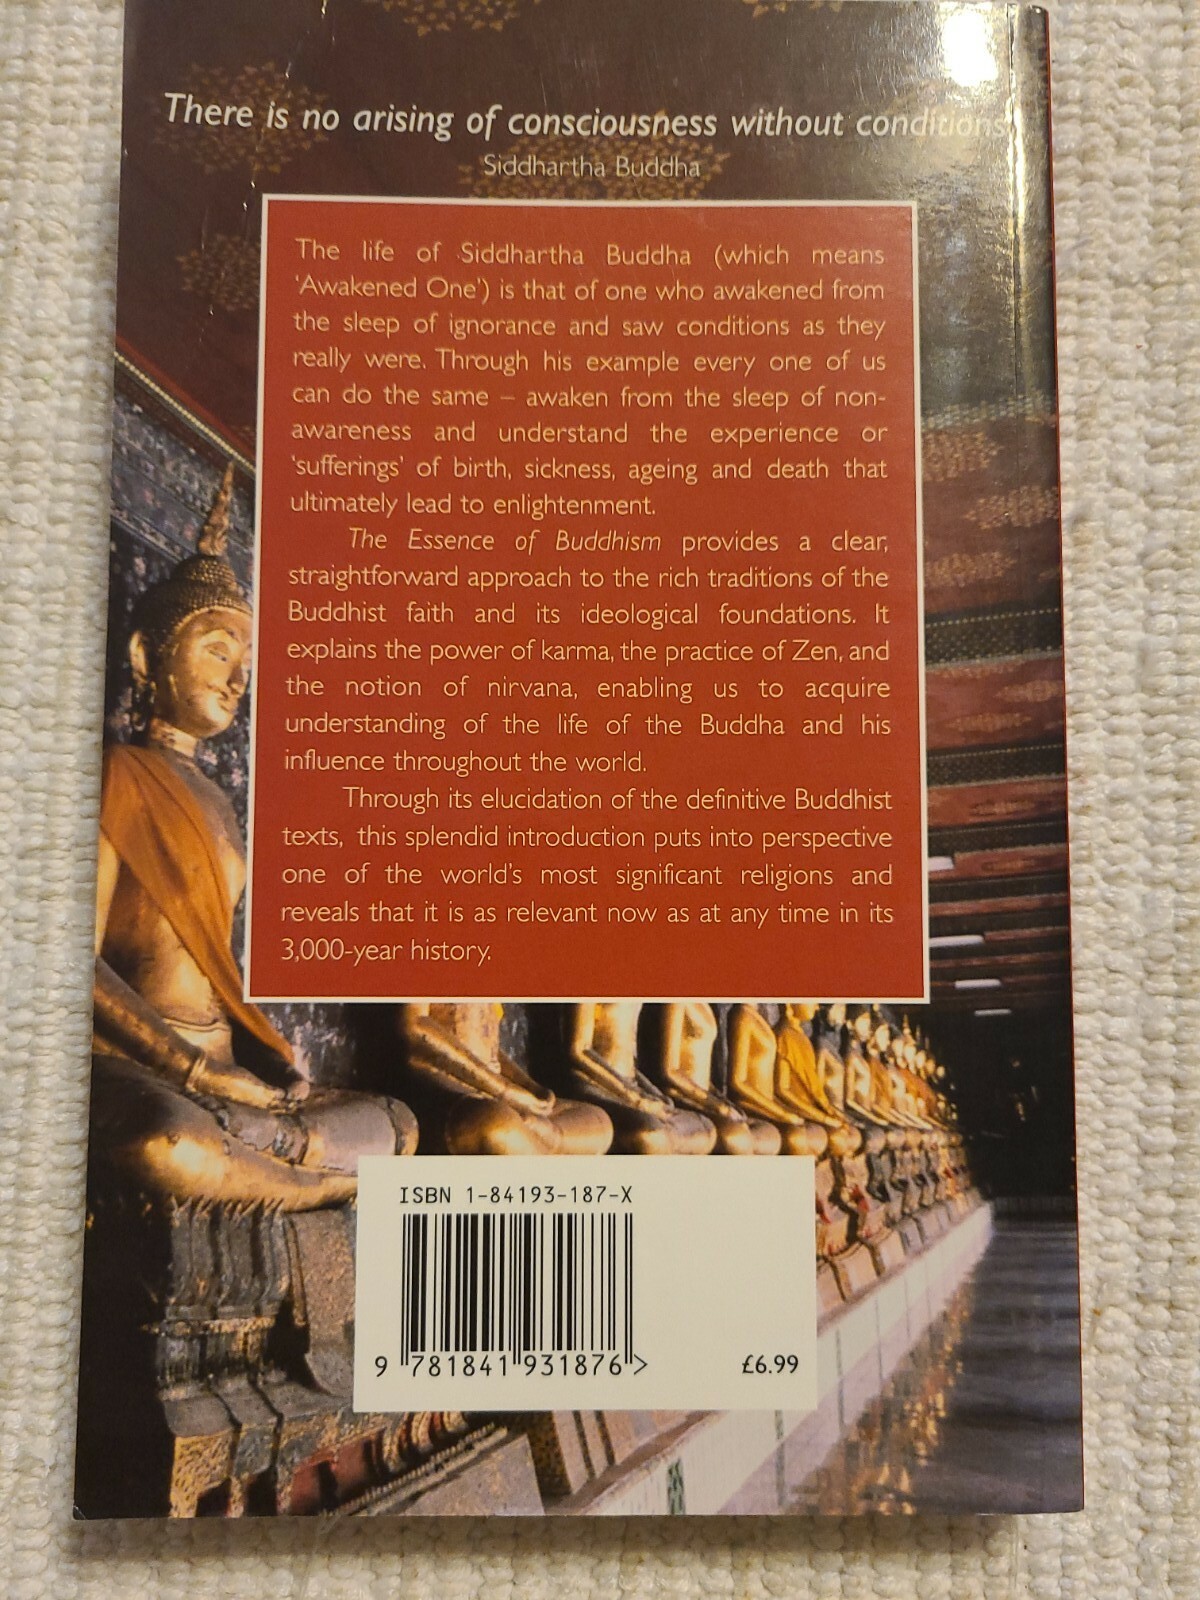 There is no arising of consciousness without conditions
Siddhartha Buddha
The life of Siddhartha Buddha (which means
'Awakened One') is that of one who awakened from
the sleep of ignorance and saw conditions as they
really were. Through his example every one of us
can do the same – awaken from the sleep of non-
awareness and understand the experience or
'sufferings' of birth, sickness, ageing and death that
ultimately lead to enlightenment.
The Essence of Buddhism provides a clear,
straightforward approach to the rich traditions of the
Buddhist faith and its ideological foundations. It
explains the power of karma, the practice of Zen, and
the notion of nirvana, enabling us to acquire
understanding of the life of the Buddha and his
influence throughout the world.
Through its elucidation of the definitive Buddhist
texts, this splendid introduction puts into perspective
one of the world's most significant religions and
reveals that it is as relevant now as at any time in its
3,000-year history.
ISBN 1-84193-187-X
9 781841 931876 >
£6.99